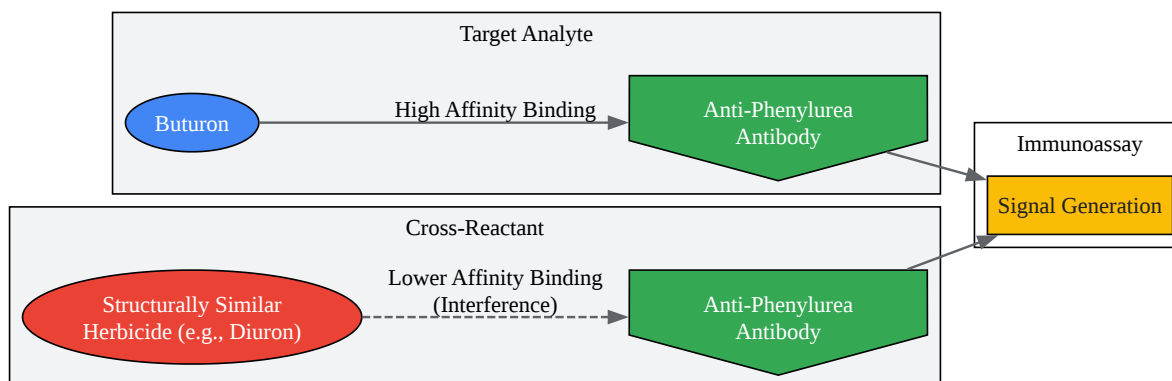 Target Analyte
Buturon
High Affinity Binding
Anti-Phenylurea
Antibody
Immunoassay
Signal Generation
Cross-Reactant
Structurally Similar
Herbicide (e.g., Diuron)
Lower Affinity Binding
(Interference)
Anti-Phenylurea
Antibody